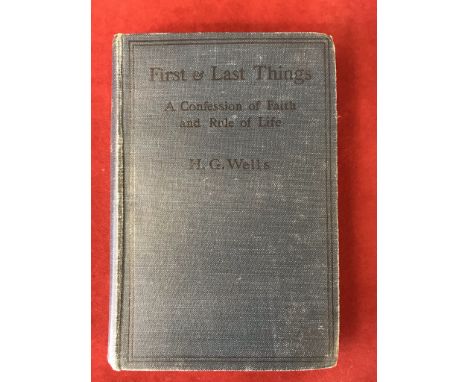 First & Last Things
A Confession of Faith
and Rule of Life
H. G. Wells